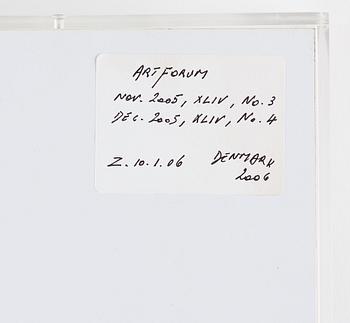 ARTFORUM
NOV. 2005, XLIV, NO. 3
DEC. 2005, XLIV, NO. 4
Z. 10.1.06 DENMARK
2006